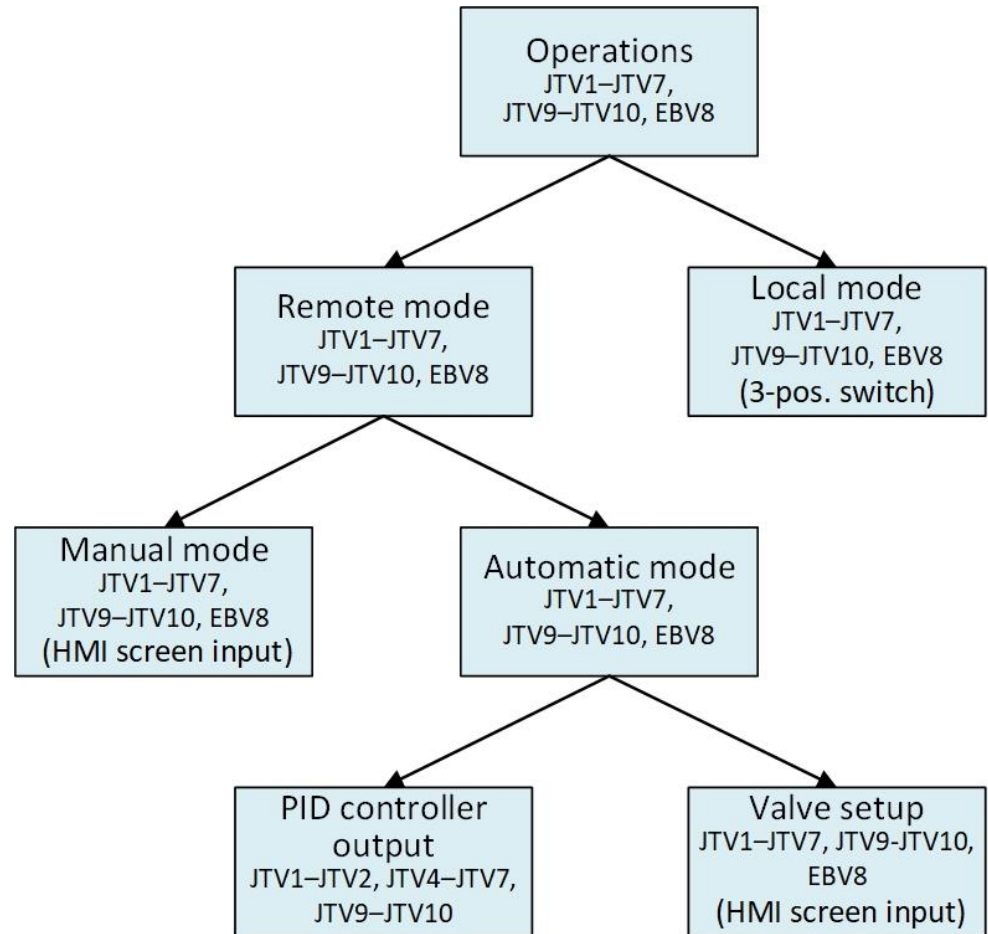 Operations
JTV1–JTV7,
JTV9–JTV10, EBV8
Remote mode
JTV1–JTV7,
JTV9–JTV10, EBV8
Local mode
JTV1–JTV7,
JTV9–JTV10, EBV8
(3-pos. switch)
Manual mode
JTV1–JTV7,
JTV9–JTV10, EBV8
(HMI screen input)
Automatic mode
JTV1–JTV7,
JTV9–JTV10, EBV8
PID controller
output
JTV1–JTV2, JTV4–JTV7,
JTV9–JTV10
Valve setup
JTV1–JTV7, JTV9-JTV10,
EBV8
(HMI screen input)